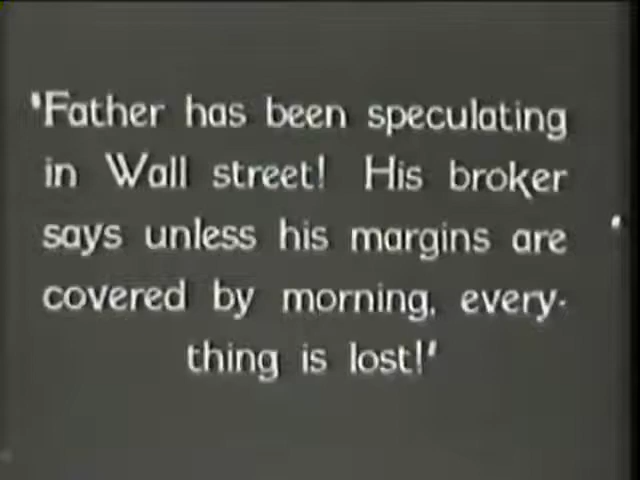 'Father has been speculating
in Wall street! His broker
says unless his margins are
covered by morning, every-
thing is lost!'